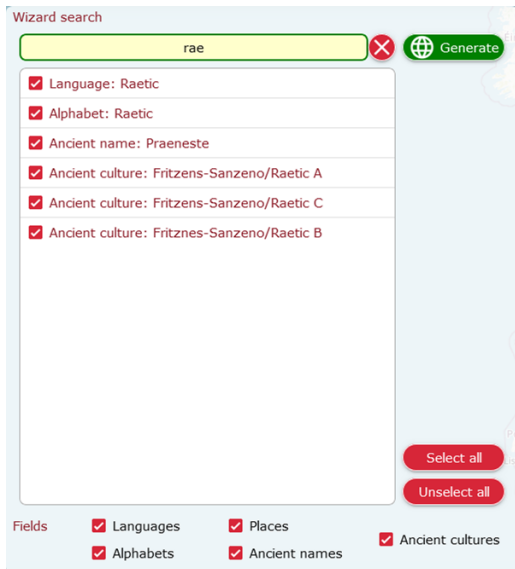 Wizard search
rae
Generate
Language: Raetic
Alphabet: Raetic
Ancient name: Praeneste
Ancient culture: Fritzens-Sanzeno/Raetic A
Ancient culture: Fritzens-Sanzeno/Raetic C
Ancient culture: Fritznes-Sanzeno/Raetic B
Select all
Unselect all
Fields
Languages
Places
Ancient cultures
Alphabets
Ancient names